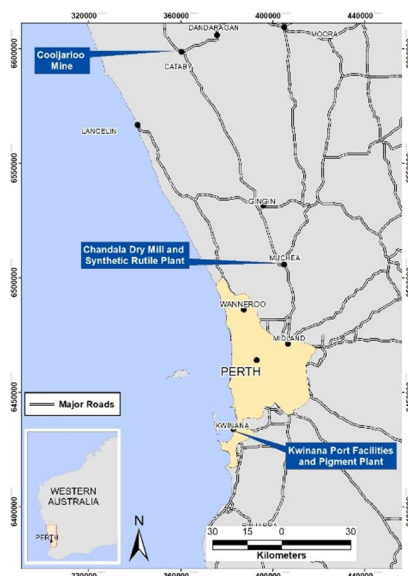 320000 360000 400000 440000
DANDARAGAN
MOORA
6600000
Cooljarloo
Mine
CATABY
LANCELIN
6550000
GINGIN
Chandala Dry Mill and
Synthetic Rutile Plant
MUCHEA
6500000
WANNEROO
MIDLAND
PERTH
6450000
Major Roads
KWINANA
Kwinana Port Facilities
and Pigment Plant
WESTERN
AUSTRALIA
PERTH
6400000
N
30 15 0 30
Kilometers
320000 360000 400000 440000